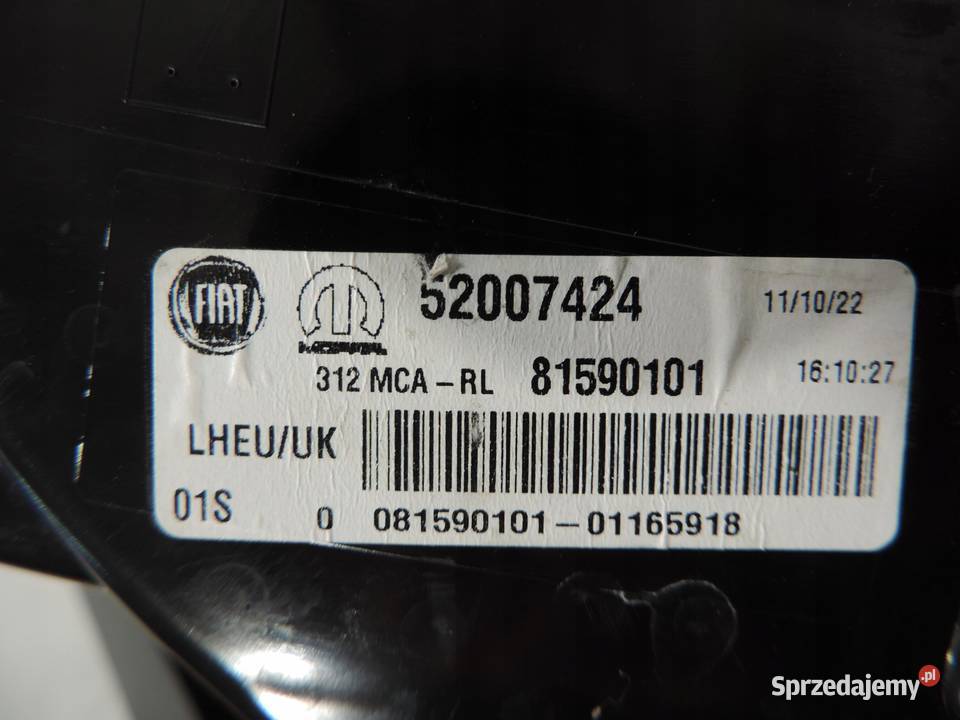 FIAT
52007424 11/10/22
312 MCA-RL 81590101 16:10:27
LHEU/UK
01S 0 081590101-01165918
Sprzedajemy.pl